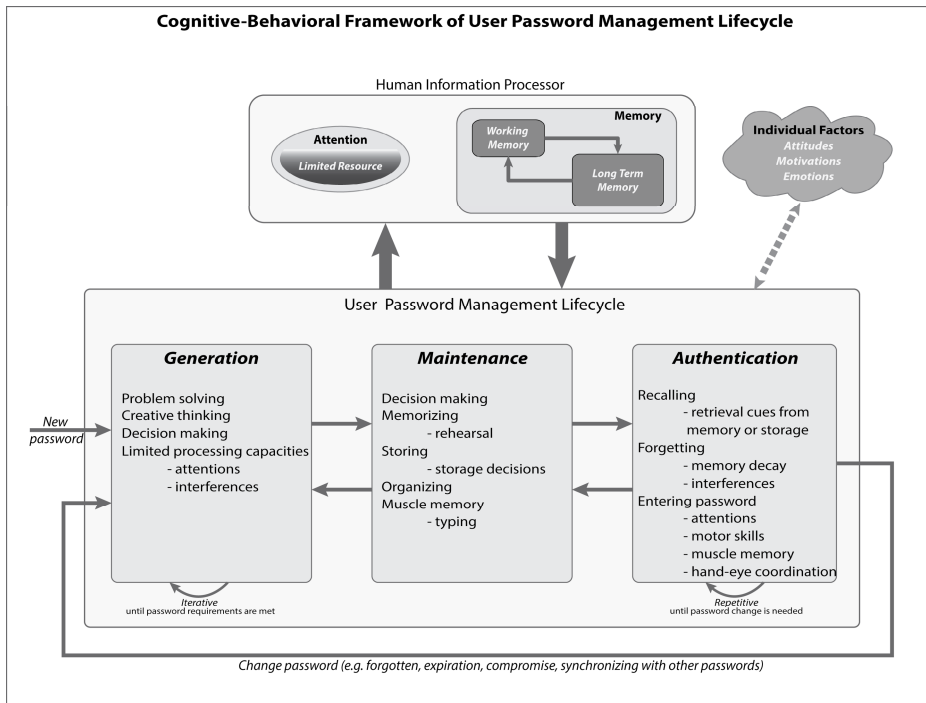 Cognitive-Behavioral Framework of User Password Management Lifecycle
Human Information Processor
Attention
Limited Resource
Memory
Working
Memory
Long Term
Memory
Individual Factors
Attitudes
Motivations
Emotions
User Password Management Lifecycle
New
password
Generation
Problem solving
Creative thinking
Decision making
Limited processing capacities
- attentions
- interferences
Iterative
until password requirements are met
Maintenance
Decision making
Memorizing
- rehearsal
Storing
- storage decisions
Organizing
Muscle memory
- typing
Authentication
Recalling
- retrieval cues from
memory or storage
Forgetting
- memory decay
- interferences
Entering password
- attentions
- motor skills
- muscle memory
- hand-eye coordination
Repetitive
until password change is needed
Change password (e.g. forgotten, expiration, compromise, synchronizing with other passwords)